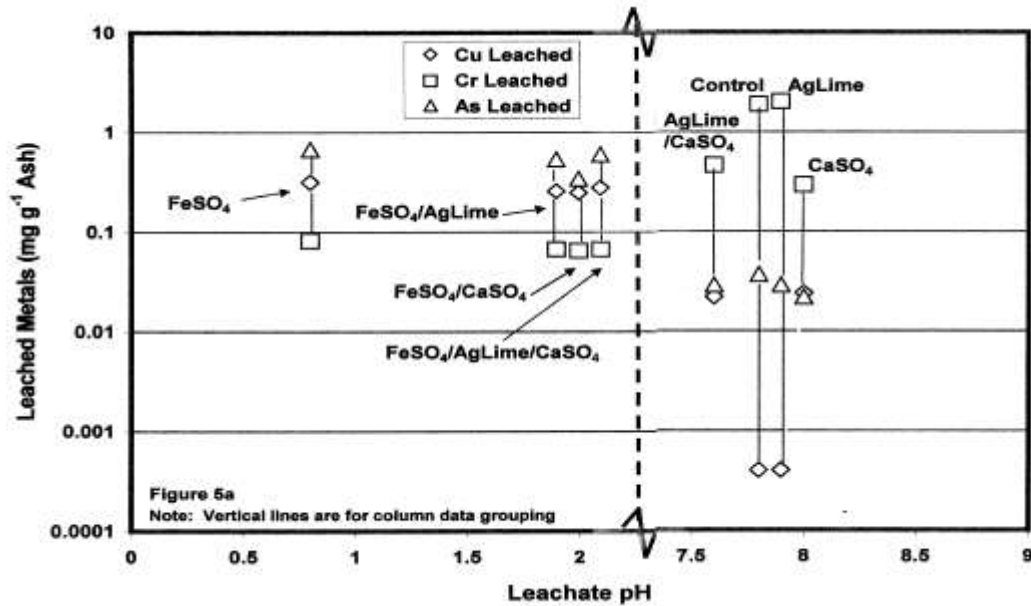 10
1
0.1
0.01
0.001
0.0001
Leached Metals (mg g⁻¹ Ash)
Cu Leached
Cr Leached
As Leached
Control
AgLime
AgLime
/CaSO₄
CaSO₄
FeSO₄
FeSO₄/AgLime
FeSO₄/CaSO₄
FeSO₄/AgLime/CaSO₄
Figure 5a
Note: Vertical lines are for column data grouping
0 0.5 1 1.5 2 7.5 8 8.5 9
Leachate pH